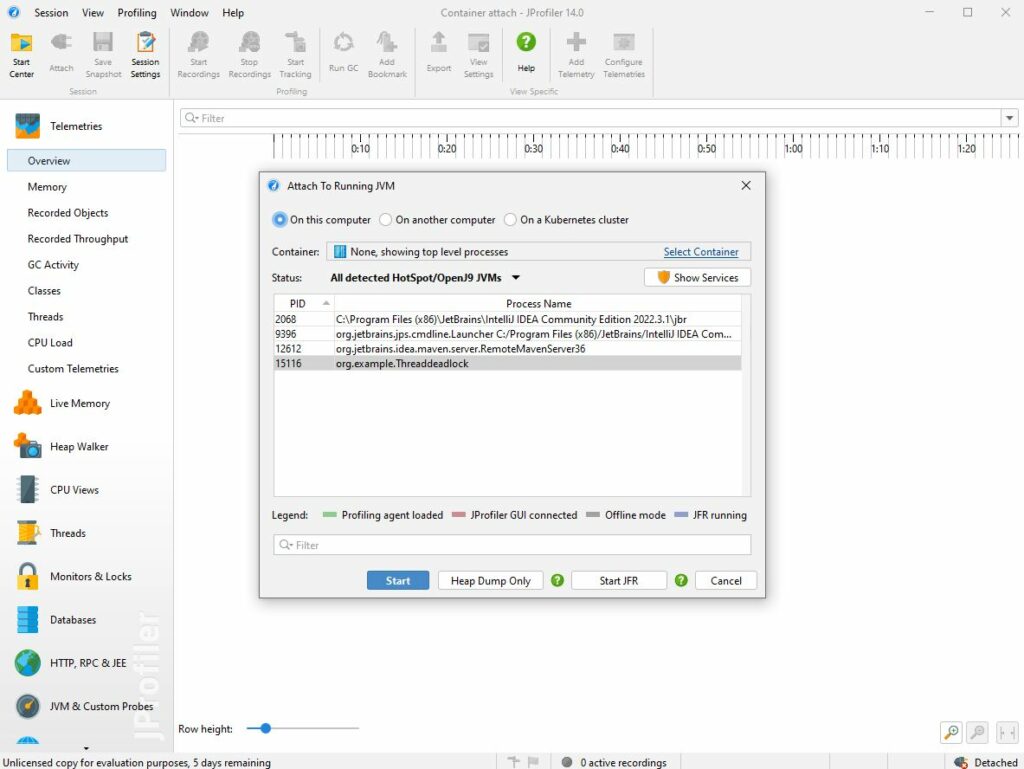 Session View Profiling Window Help
Container attach - JProfiler 14.0
Start Center
Attach
Save Snapshot
Session Settings
Start Recordings
Stop Recordings
Start Tracking
Run GC
Add Bookmark
Export
View Settings
Help
Add Telemetry
Configure Telemetries
Session
Profiling
View Specific
Telemetries
Overview
Memory
Recorded Objects
Recorded Throughput
GC Activity
Classes
Threads
CPU Load
Custom Telemetries
Live Memory
Heap Walker
CPU Views
Threads
Monitors & Locks
Databases
HTTP, RPC & JEE
JVM & Custom Probes
JProfiler
Filter
0:10 0:20 0:30 0:40 0:50 1:00 1:10 1:20
Attach To Running JVM
On this computer On another computer On a Kubernetes cluster
Container: None, showing top level processes Select Container
Status: All detected HotSpot/OpenJ9 JVMs Show Services
PID Process Name
2068 C:\Program Files (x86)\JetBrains\IntelliJ IDEA Community Edition 2022.3.1\jbr
9396 org.jetbrains.jps.cmdline.Launcher C:/Program Files (x86)/JetBrains/IntelliJ IDEA Com...
12612 org.jetbrains.idea.maven.server.RemoteMavenServer36
15116 org.example.Threaddeadlock
Legend: Profiling agent loaded JProfiler GUI connected Offline mode JFR running
Filter
Start Heap Dump Only Start JFR Cancel
Row height:
Unlicensed copy for evaluation purposes, 5 days remaining
0 active recordings
Detached